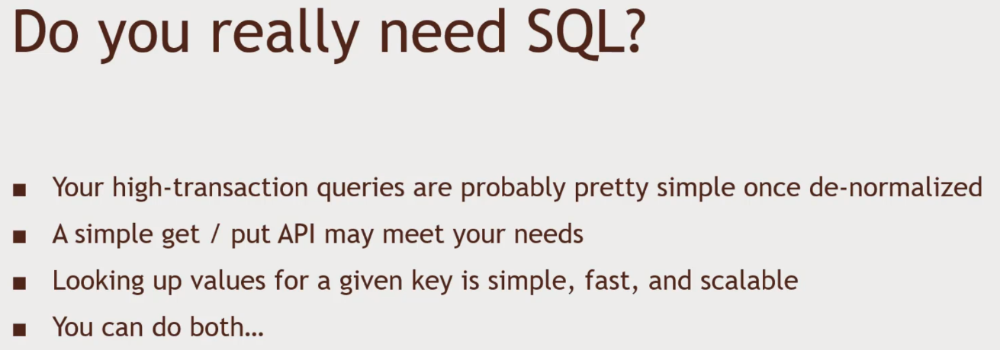 Do you really need SQL?
▪ Your high-transaction queries are probably pretty simple once de-normalized
▪ A simple get / put API may meet your needs
▪ Looking up values for a given key is simple, fast, and scalable
▪ You can do both…